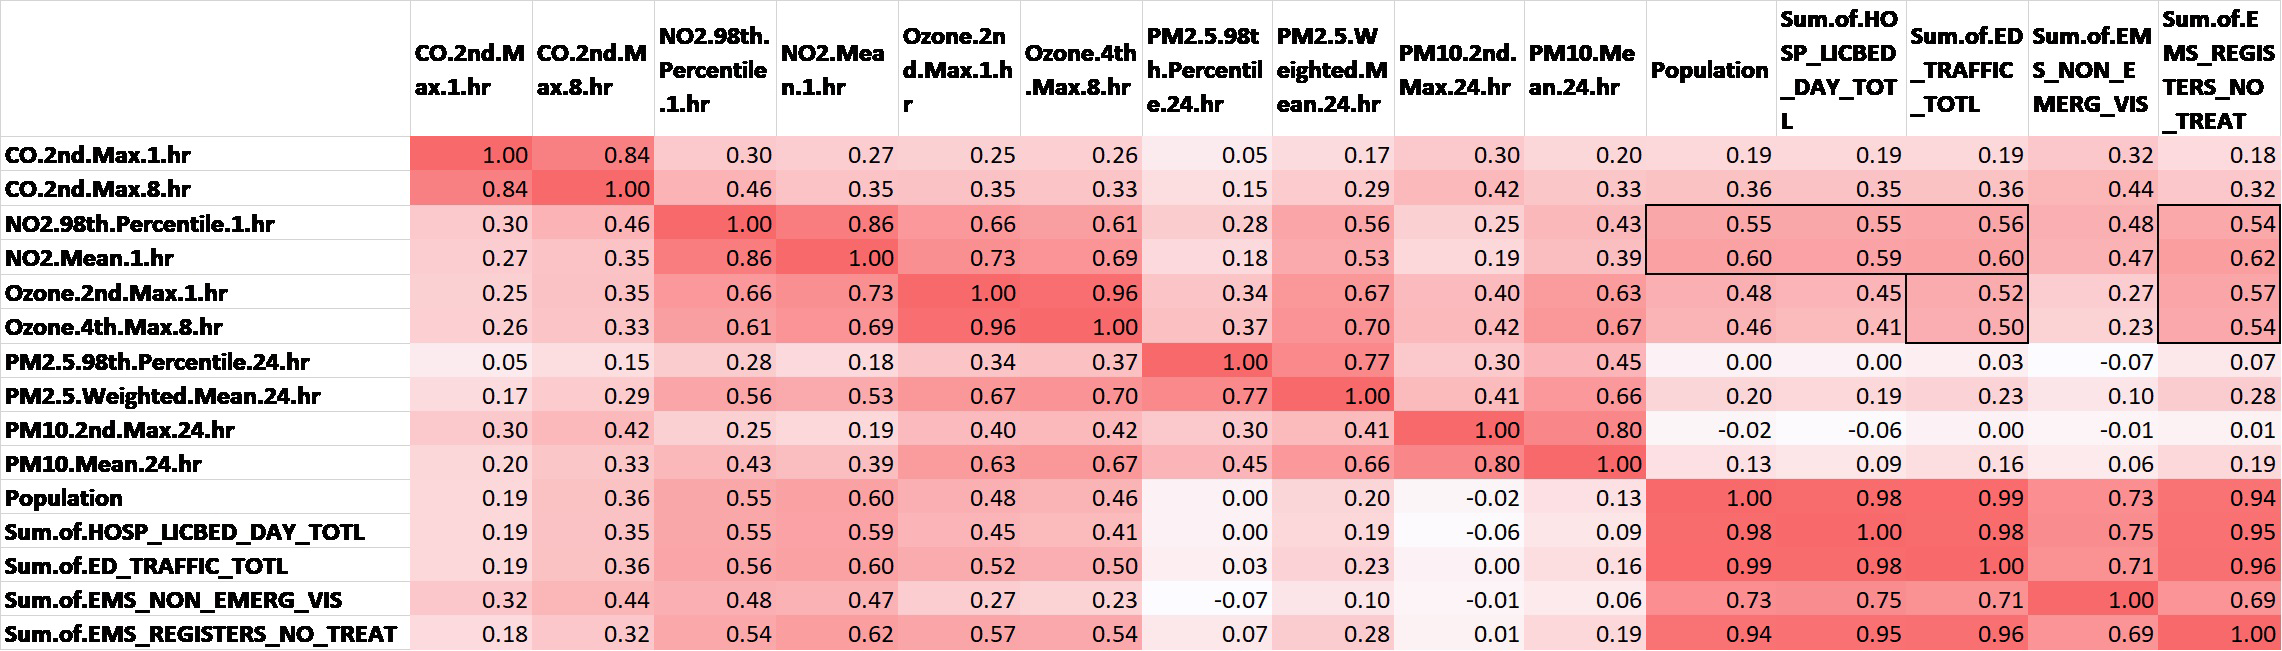 CO.2nd.Max.1.hr CO.2nd.Max.8.hr NO2.98th.Percentile.1.hr NO2.Mean.1.hr Ozone.2nd.Max.1.hr Ozone.4th.Max.8.hr PM2.5.98th.Percentile.24.hr PM2.5.Weighted.Mean.24.hr PM10.2nd.Max.24.hr PM10.Mean.24.hr Population Sum.of.HOSP_LICBED_DAY_TOTL Sum.of.ED_TRAFFIC_TOTL Sum.of.EMS_NON_EMERG_VIS Sum.of.EMS_REGISTERS_NO_TREAT
CO.2nd.Max.1.hr 1.00 0.84 0.30 0.27 0.25 0.26 0.05 0.17 0.30 0.20 0.19 0.19 0.19 0.32 0.18
CO.2nd.Max.8.hr 0.84 1.00 0.46 0.35 0.35 0.33 0.15 0.29 0.42 0.33 0.36 0.35 0.36 0.44 0.32
NO2.98th.Percentile.1.hr 0.30 0.46 1.00 0.86 0.66 0.61 0.28 0.56 0.25 0.43 0.55 0.55 0.56 0.48 0.54
NO2.Mean.1.hr 0.27 0.35 0.86 1.00 0.73 0.69 0.18 0.53 0.19 0.39 0.60 0.59 0.60 0.47 0.62
Ozone.2nd.Max.1.hr 0.25 0.35 0.66 0.73 1.00 0.96 0.34 0.67 0.40 0.63 0.48 0.45 0.52 0.27 0.57
Ozone.4th.Max.8.hr 0.26 0.33 0.61 0.69 0.96 1.00 0.37 0.70 0.42 0.67 0.46 0.41 0.50 0.23 0.54
PM2.5.98th.Percentile.24.hr 0.05 0.15 0.28 0.18 0.34 0.37 1.00 0.77 0.30 0.45 0.00 0.00 0.03 -0.07 0.07
PM2.5.Weighted.Mean.24.hr 0.17 0.29 0.56 0.53 0.67 0.70 0.77 1.00 0.41 0.66 0.20 0.19 0.23 0.10 0.28
PM10.2nd.Max.24.hr 0.30 0.42 0.25 0.19 0.40 0.42 0.30 0.41 1.00 0.80 -0.02 -0.06 0.00 -0.01 0.01
PM10.Mean.24.hr 0.20 0.33 0.43 0.39 0.63 0.67 0.45 0.66 0.80 1.00 0.13 0.09 0.16 0.06 0.19
Population 0.19 0.36 0.55 0.60 0.48 0.46 0.00 0.20 -0.02 0.13 1.00 0.98 0.99 0.73 0.94
Sum.of.HOSP_LICBED_DAY_TOTL 0.19 0.35 0.55 0.59 0.45 0.41 0.00 0.19 -0.06 0.09 0.98 1.00 0.98 0.75 0.95
Sum.of.ED_TRAFFIC_TOTL 0.19 0.36 0.56 0.60 0.52 0.50 0.03 0.23 0.00 0.16 0.99 0.98 1.00 0.71 0.96
Sum.of.EMS_NON_EMERG_VIS 0.32 0.44 0.48 0.47 0.27 0.23 -0.07 0.10 -0.01 0.06 0.73 0.75 0.71 1.00 0.69
Sum.of.EMS_REGISTERS_NO_TREAT 0.18 0.32 0.54 0.62 0.57 0.54 0.07 0.28 0.01 0.19 0.94 0.95 0.96 0.69 1.00